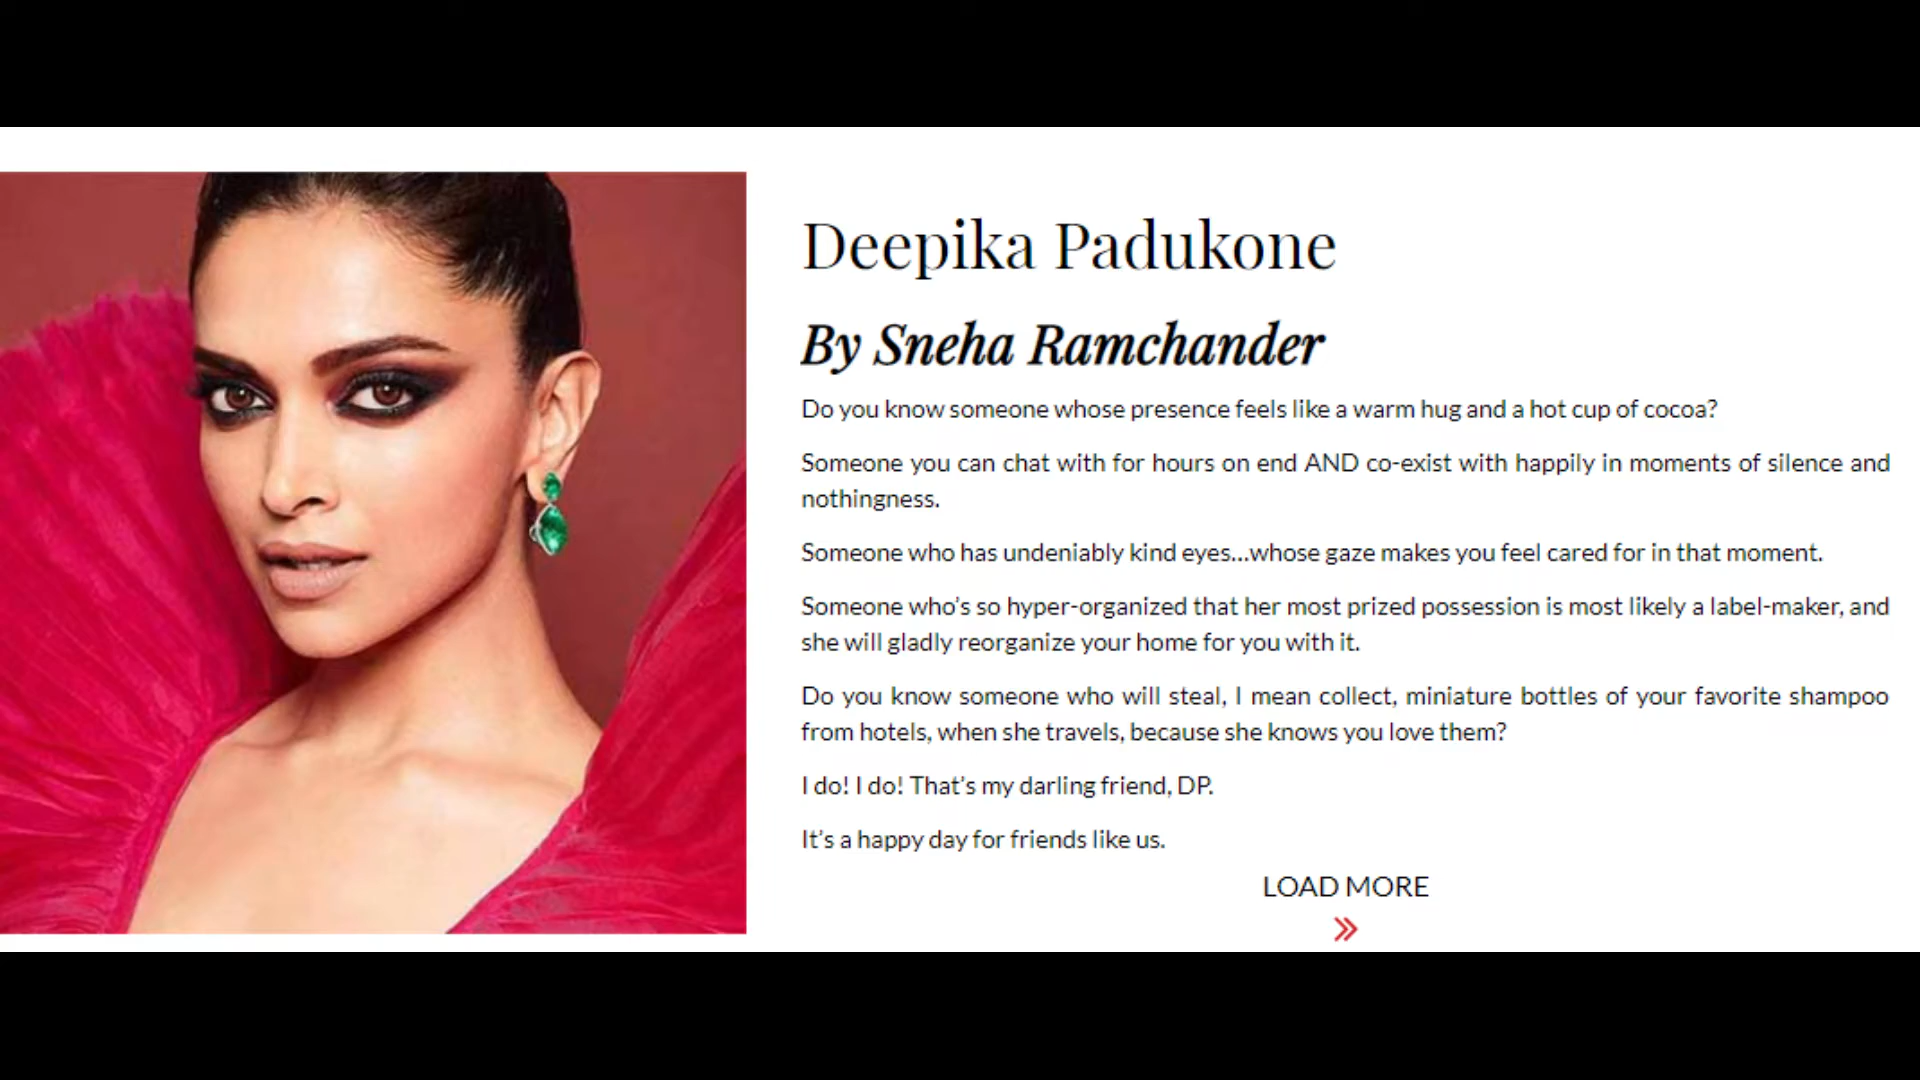 Deepika Padukone
By Sneha Ramchander
Do you know someone whose presence feels like a warm hug and a hot cup of cocoa?
Someone you can chat with for hours on end AND co-exist with happily in moments of silence and
nothingness.
Someone who has undeniably kind eyes...whose gaze makes you feel cared for in that moment.
Someone who’s so hyper-organized that her most prized possession is most likely a label-maker, and
she will gladly reorganize your home for you with it.
Do you know someone who will steal, I mean collect, miniature bottles of your favorite shampoo
from hotels, when she travels, because she knows you love them?
I do! I do! That’s my darling friend, DP.
It’s a happy day for friends like us.
LOAD MORE